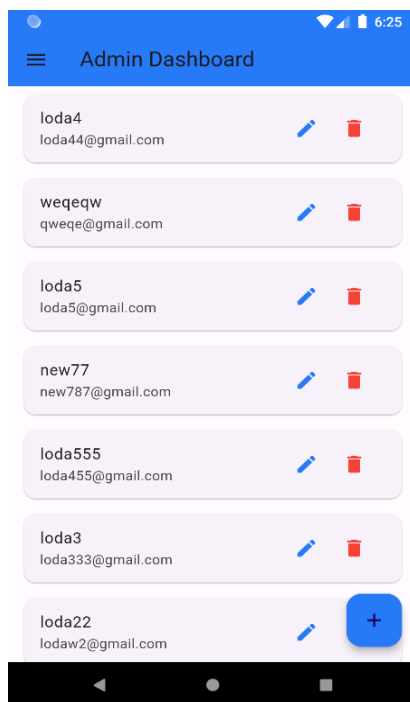 6:25
Admin Dashboard
loda4
loda44@gmail.com
weqeqw
qweqe@gmail.com
loda5
loda5@gmail.com
new77
new787@gmail.com
loda555
loda455@gmail.com
loda3
loda333@gmail.com
loda22
lodaw2@gmail.com